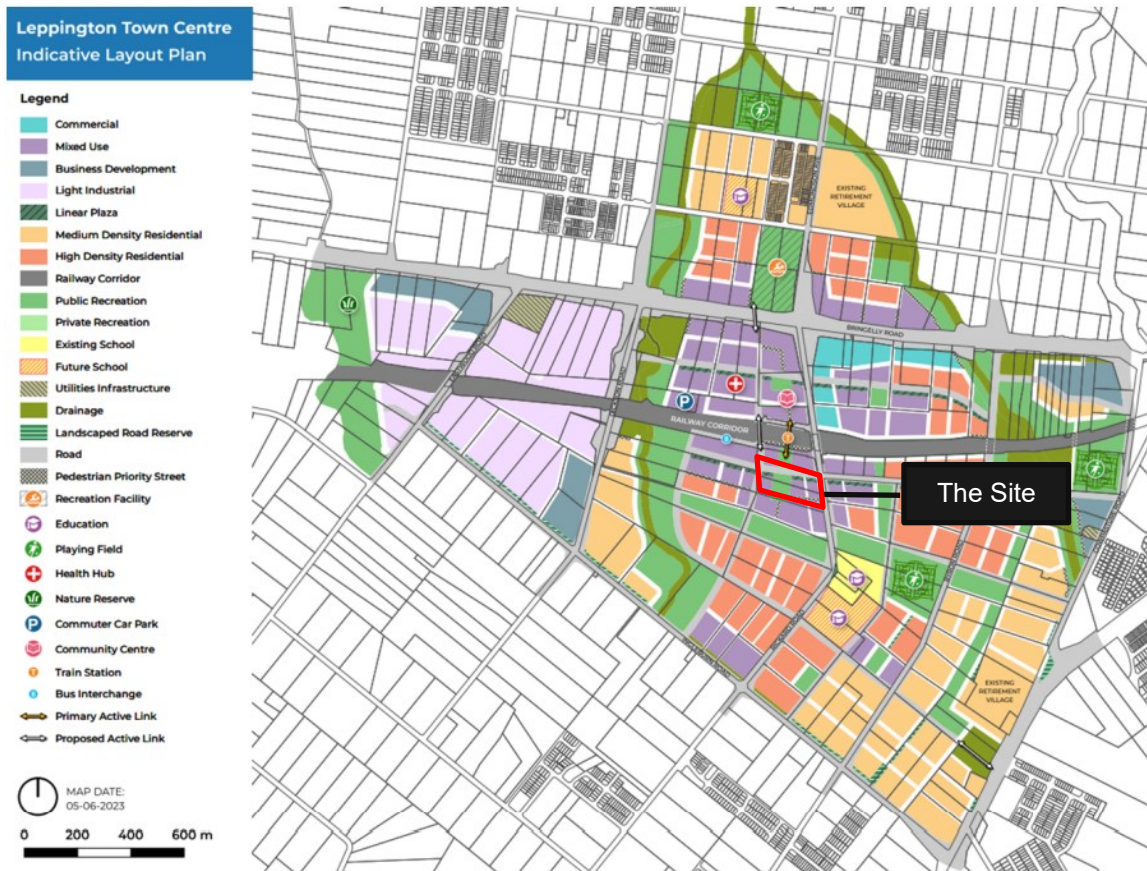 Leppington Town Centre
Indicative Layout Plan
Legend
Commercial
Mixed Use
Business Development
Light Industrial
Linear Plaza
Medium Density Residential
High Density Residential
Railway Corridor
Public Recreation
Private Recreation
Existing School
Future School
Utilities Infrastructure
Drainage
Landscaped Road Reserve
Road
Pedestrian Priority Street
Recreation Facility
Education
Playing Field
Health Hub
Nature Reserve
P Commuter Car Park
Community Centre
T Train Station
B Bus Interchange
Primary Active Link
Proposed Active Link
MAP DATE:
05-06-2023
0 200 400 600 m
EXISTING
RETIREMENT
VILLAGE
BRINGELLY ROAD
P
RAILWAY CORRIDOR
B
T
The Site
EXISTING
RETIREMENT
VILLAGE